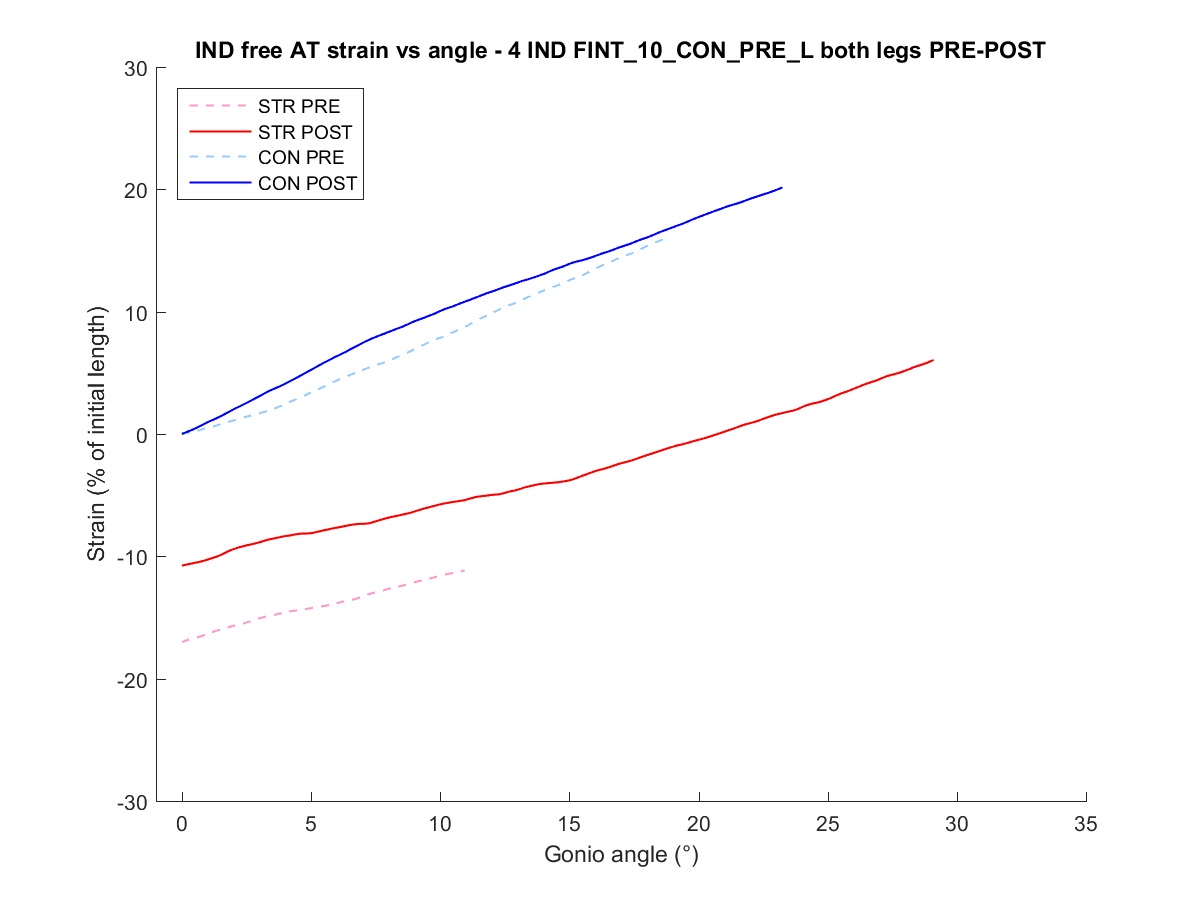 IND free AT strain vs angle - 4 IND FINT_10_CON_PRE_L both legs PRE-POST
30
20
10
0
-10
-20
-30
Strain (% of initial length)
STR PRE
STR POST
CON PRE
CON POST
0 5 10 15 20 25 30 35
Gonio angle (°)